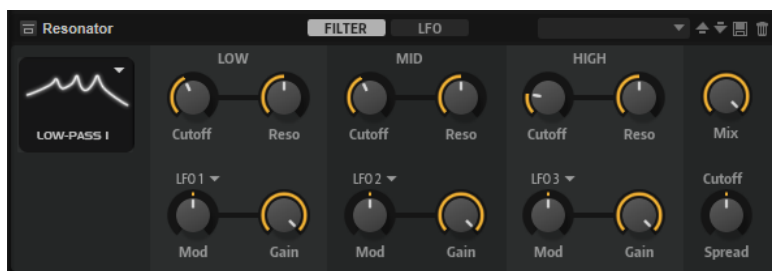 Resonator FILTER LFO
LOW MID HIGH
Cutoff Reso Cutoff Reso Cutoff Reso Mix
LOW-PASS I
LFO 1 LFO 2 LFO 3 Cutoff
Mod Gain Mod Gain Mod Gain Spread